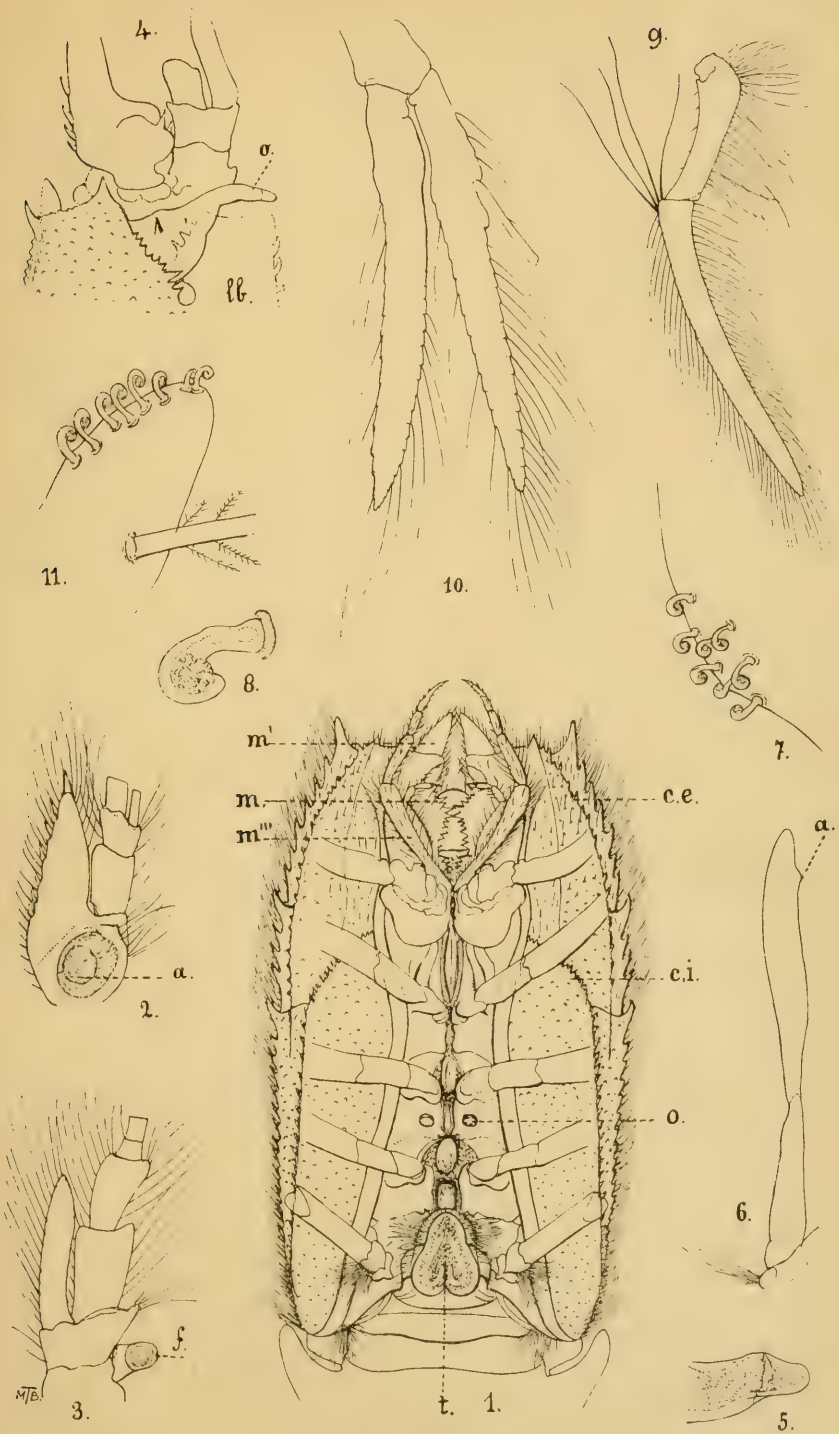 4.
9.
o.
lb.
11.
10.
8.
7.
m'
m.
c.e.
m'''
a.
a.
2.
c.i.
o.
6.
f.
MTB.
3.
t. 1.
5.